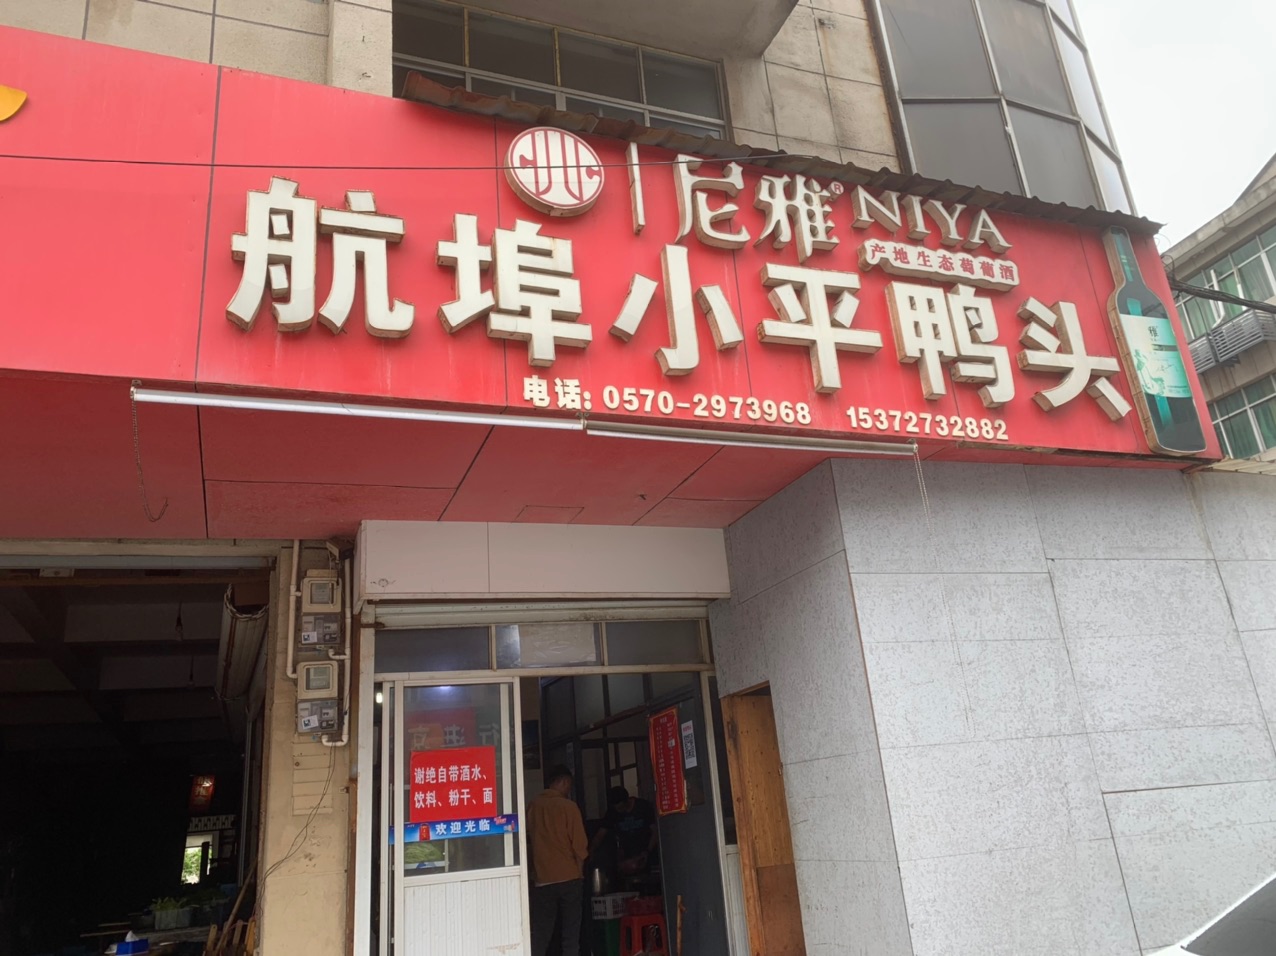 尼雅® NIYA
产地生态葡萄酒
航埠小平鸭头
电话：0570-2973968 15372732882
谢绝自带酒水、
饮料、粉干、面
欢迎光临